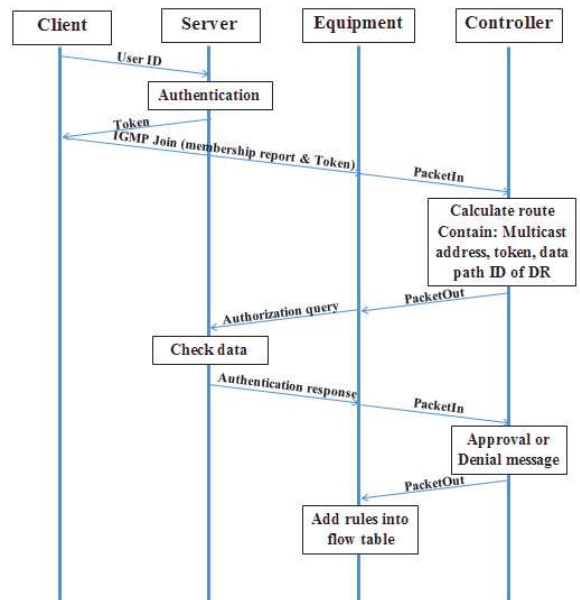 Client
Server
Equipment
Controller
User ID
Authentication
Token
IGMP Join (membership report & Token)
PacketIn
Calculate route
Contain: Multicast
address, token, data
path ID of DR
PacketOut
Authorization query
Check data
Authentication response
PacketIn
Approval or
Denial message
PacketOut
Add rules into
flow table